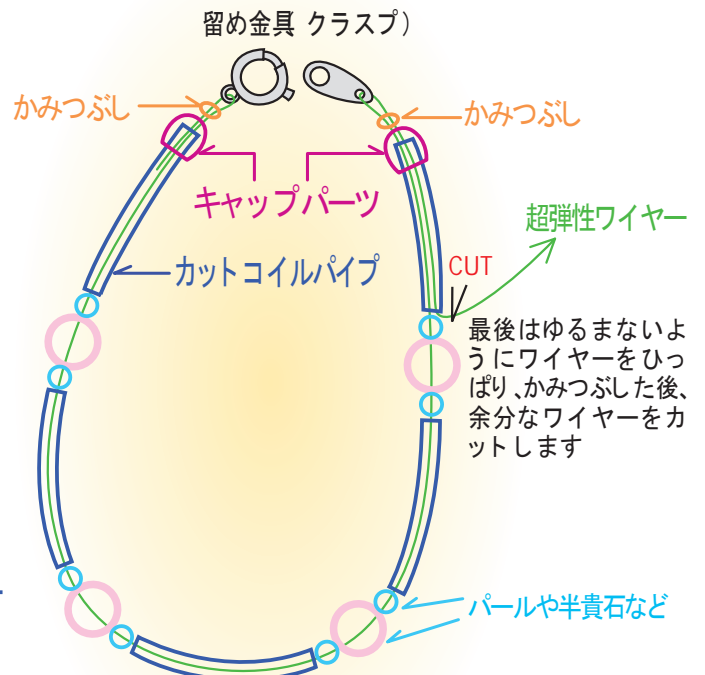 留め金具 クラスプ）
かみつぶし
かみつぶし
キャップパーツ
超弾性ワイヤー
カットコイルパイプ
CUT
最後はゆるまないよ
うにワイヤーをひっ
ぱり、かみつぶした後、
余分なワイヤーをカ
ットします
パールや半貴石など